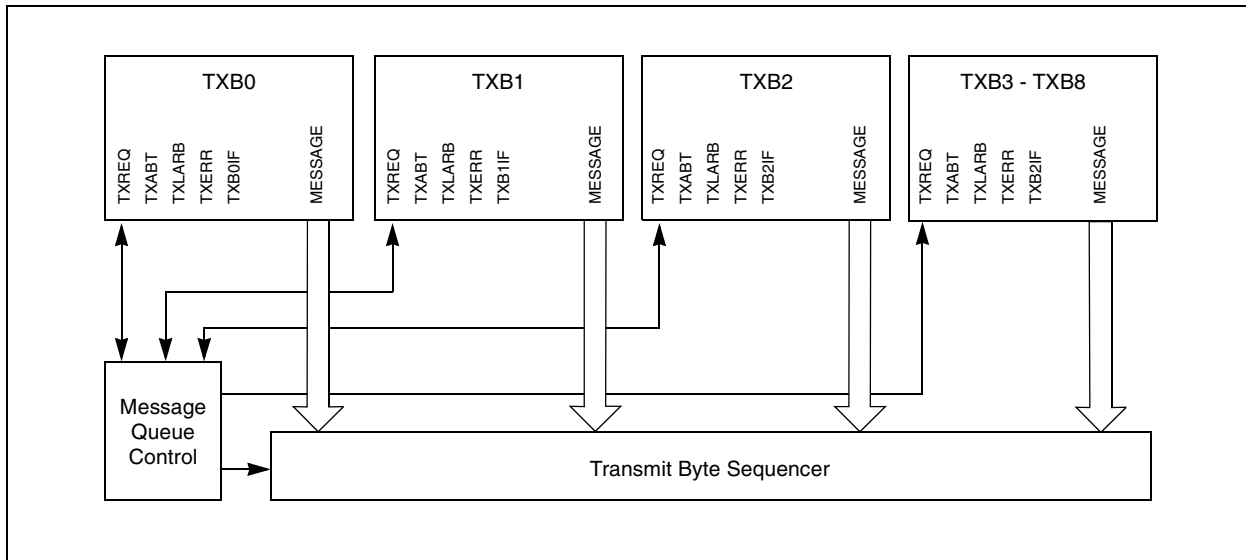 TXB0
TXREQ
TXABT
TXLARB
TXERR
TXB0IF
MESSAGE
TXB1
TXREQ
TXABT
TXLARB
TXERR
TXB1IF
MESSAGE
TXB2
TXREQ
TXABT
TXLARB
TXERR
TXB2IF
MESSAGE
TXB3 - TXB8
TXREQ
TXABT
TXLARB
TXERR
TXB2IF
MESSAGE
Message
Queue
Control
Transmit Byte Sequencer